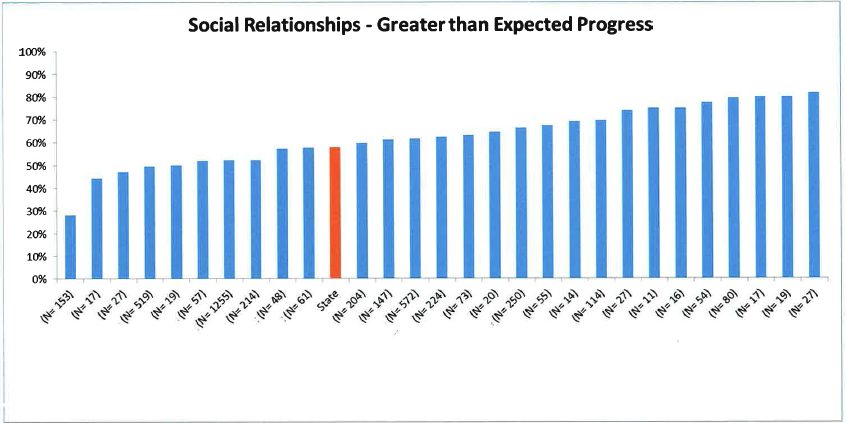 Social Relationships - Greater than Expected Progress
100%
90%
80%
70%
60%
50%
40%
30%
20%
10%
0%
(N= 153)
(N= 17)
(N= 27)
(N= 519)
(N= 19)
(N= 57)
(N= 1255)
(N= 214)
(N= 48)
(N= 61)
State
(N= 204)
(N= 147)
(N= 572)
(N= 224)
(N= 73)
(N= 20)
(N= 250)
(N= 55)
(N= 14)
(N= 114)
(N= 27)
(N= 11)
(N= 16)
(N= 54)
(N= 80)
(N= 17)
(N= 19)
(N= 27)